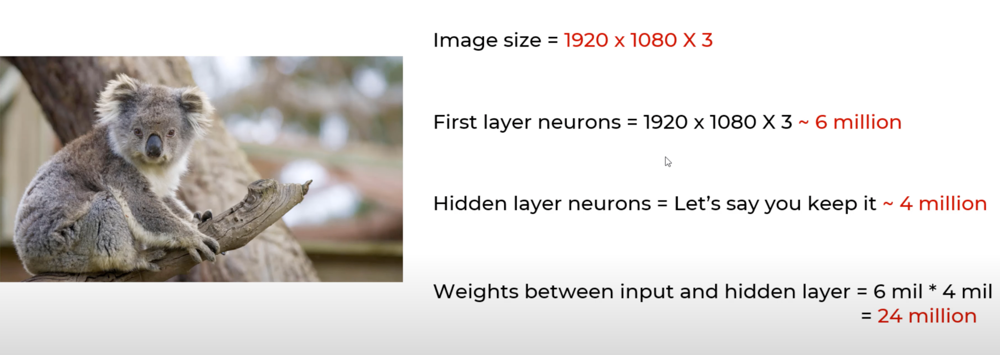 Image size = 1920 x 1080 X 3
First layer neurons = 1920 x 1080 X 3 ~ 6 million
Hidden layer neurons = Let’s say you keep it ~ 4 million
Weights between input and hidden layer = 6 mil * 4 mil
= 24 million